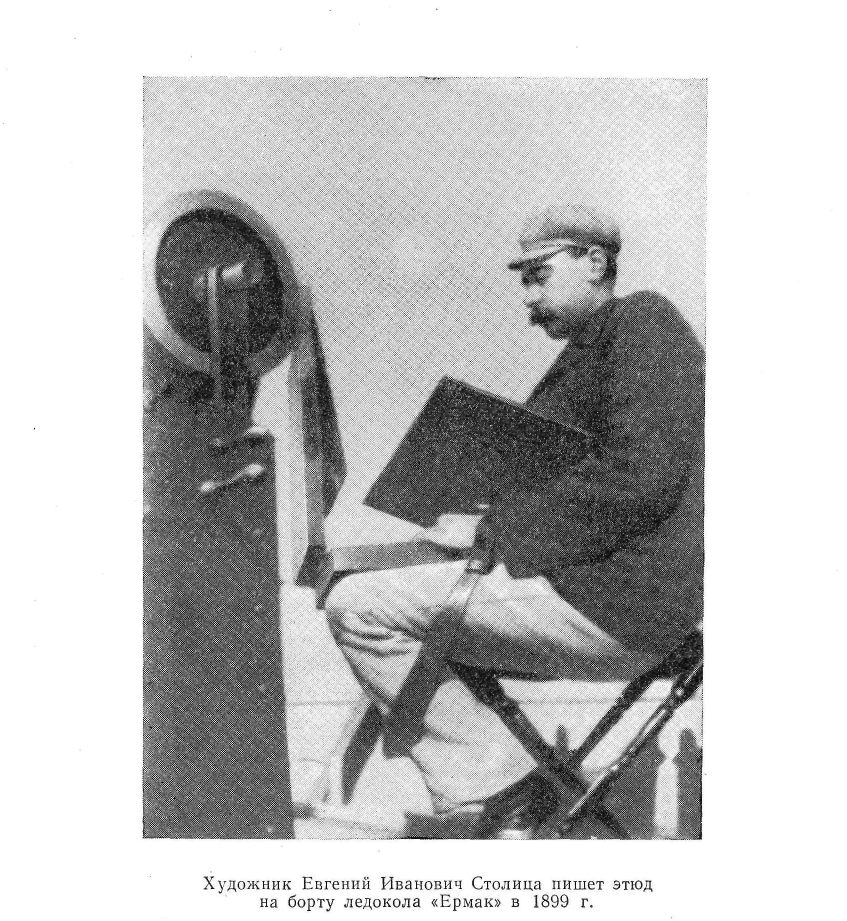 Художник Евгений Иванович Столица пишет этюд
на борту ледокола «Ермак» в 1899 г.